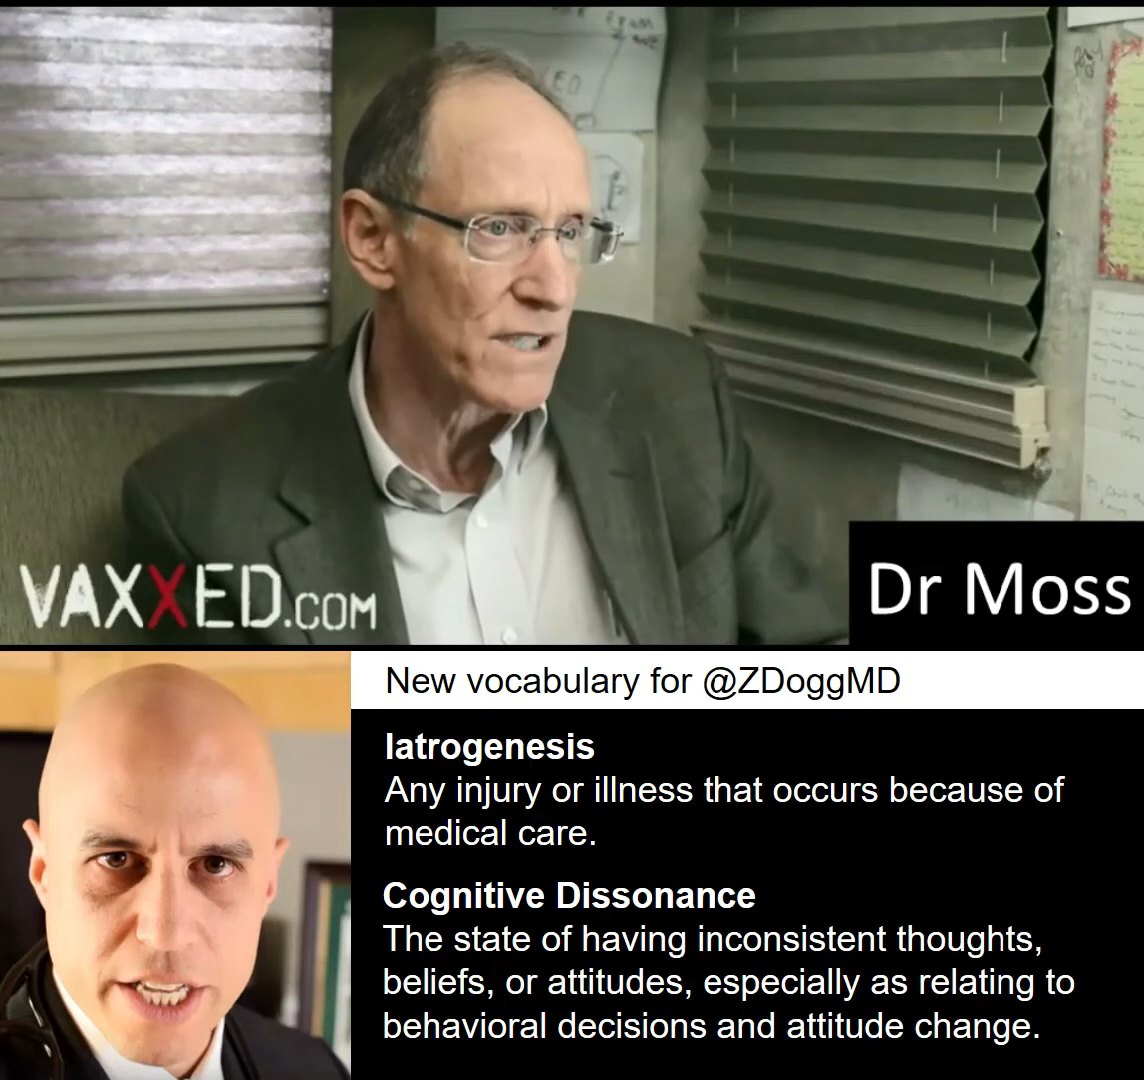 VAXXED.COM
Dr Moss
New vocabulary for @ZDoggMD
Iatrogenesis
Any injury or illness that occurs because of
medical care.
Cognitive Dissonance
The state of having inconsistent thoughts,
beliefs, or attitudes, especially as relating to
behavioral decisions and attitude change.